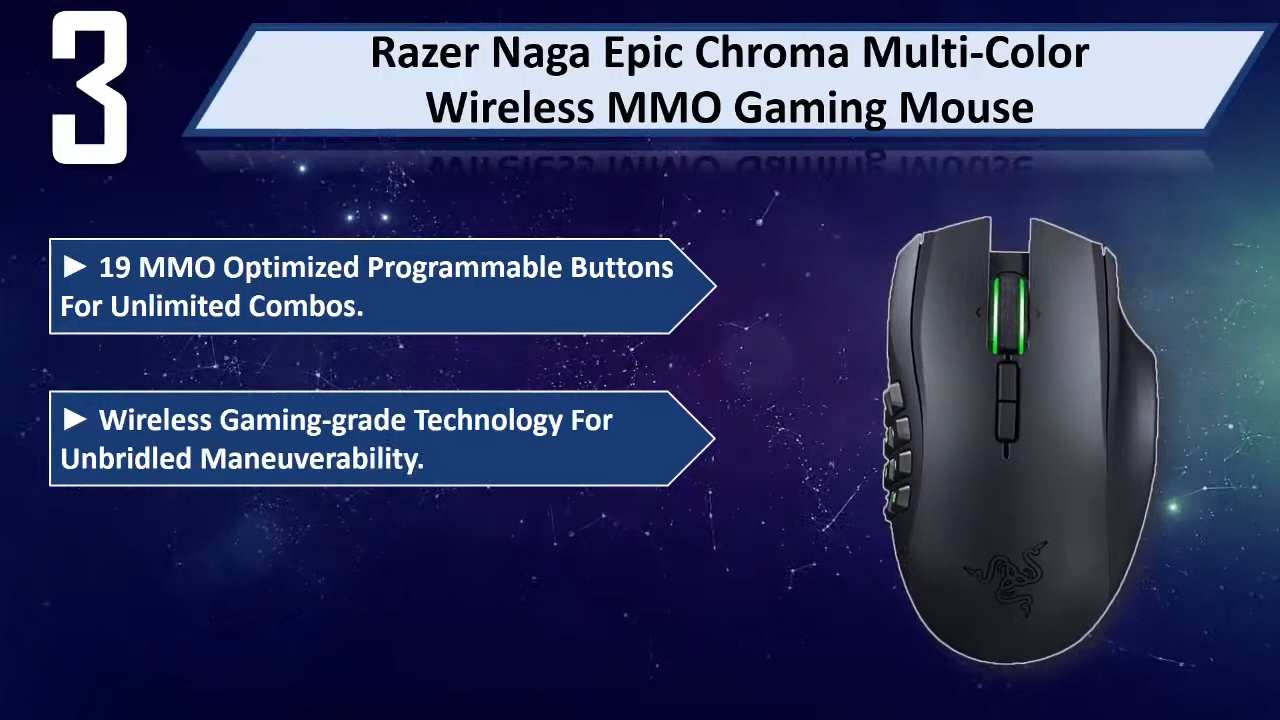 3
Razer Naga Epic Chroma Multi-Color
Wireless MMO Gaming Mouse
► 19 MMO Optimized Programmable Buttons
For Unlimited Combos.
► Wireless Gaming-grade Technology For
Unbridled Maneuverability.